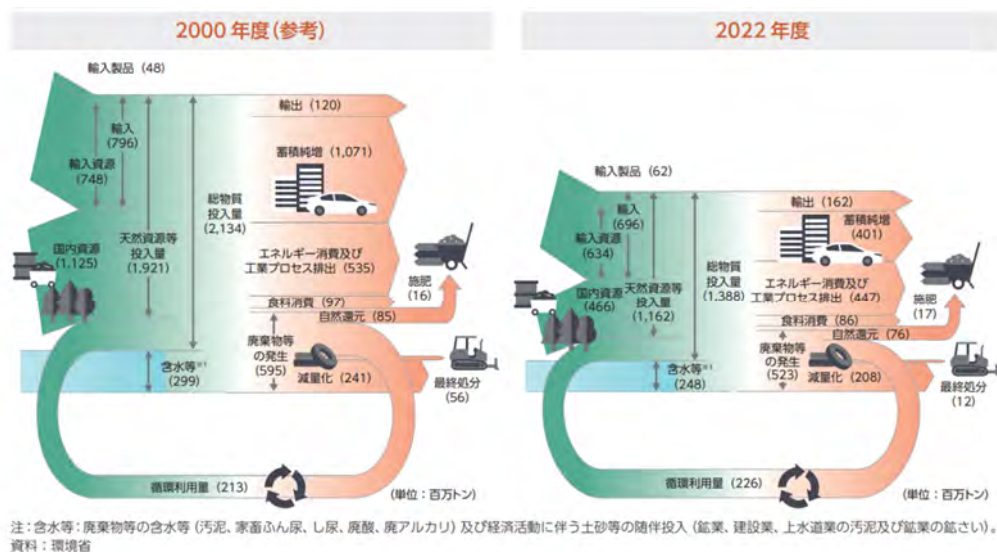 2000 年度(参考)
輸入製品 (48)
輸入
(796)
輸入資源
(748)
国内資源
(1,125)
天然資源等
投入量
(1,921)
総物質
投入量
(2,134)
輸出 (120)
蓄積純増 (1,071)
エネルギー消費及び
工業プロセス排出 (535)
食料消費 (97)
自然還元 (85)
施肥
(16)
廃棄物等
の発生
(595)
減量化 (241)
最終処分
(56)
含水等※1
(299)
循環利用量 (213)
(単位:百万トン)
2022 年度
輸入製品 (62)
輸入
(696)
輸入資源
(634)
国内資源
(466)
天然資源等
投入量
(1,162)
総物質
投入量
(1,388)
輸出 (162)
蓄積純増
(401)
エネルギー消費及び
工業プロセス排出 (447)
食料消費 (86)
自然還元 (76)
施肥
(17)
廃棄物等
の発生
(523)
減量化 (208)
最終処分
(12)
含水等※1
(248)
循環利用量 (226)
(単位:百万トン)
注:含水等:廃棄物等の含水等(汚泥、家畜ふん尿、し尿、廃酸、廃アルカリ)及び経済活動に伴う土砂等の随伴投入(鉱業、建設業、上水道業の汚泥及び鉱業の鉱さい)。
資料:環境省